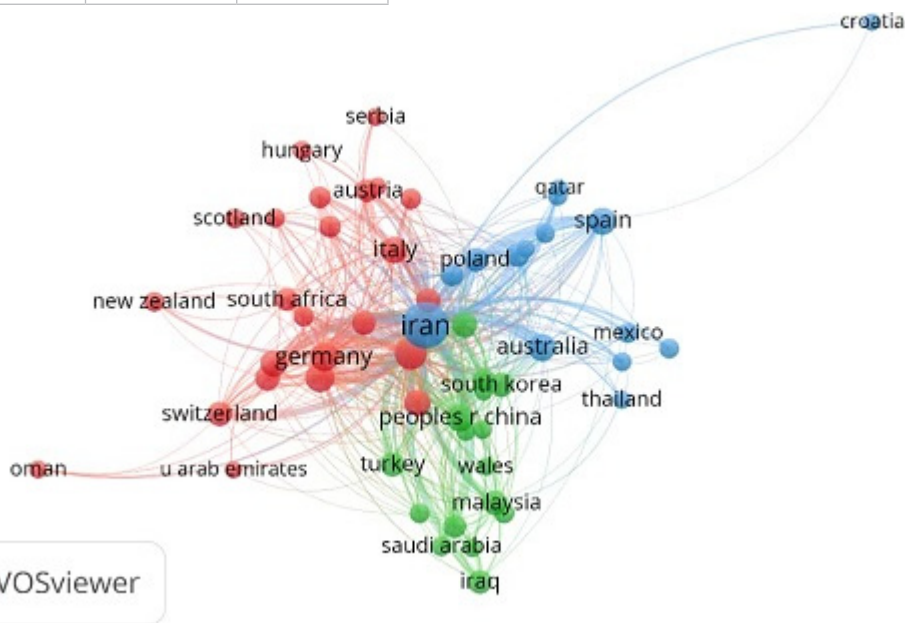 croatia
serbia
hungary
austria
qatar
scotland
spain
italy
poland
new zealand
south africa
iran
mexico
australia
germany
south korea
thailand
switzerland
peoples r china
turkey
wales
oman
u arab emirates
malaysia
saudi arabia
iraq
VOSviewer